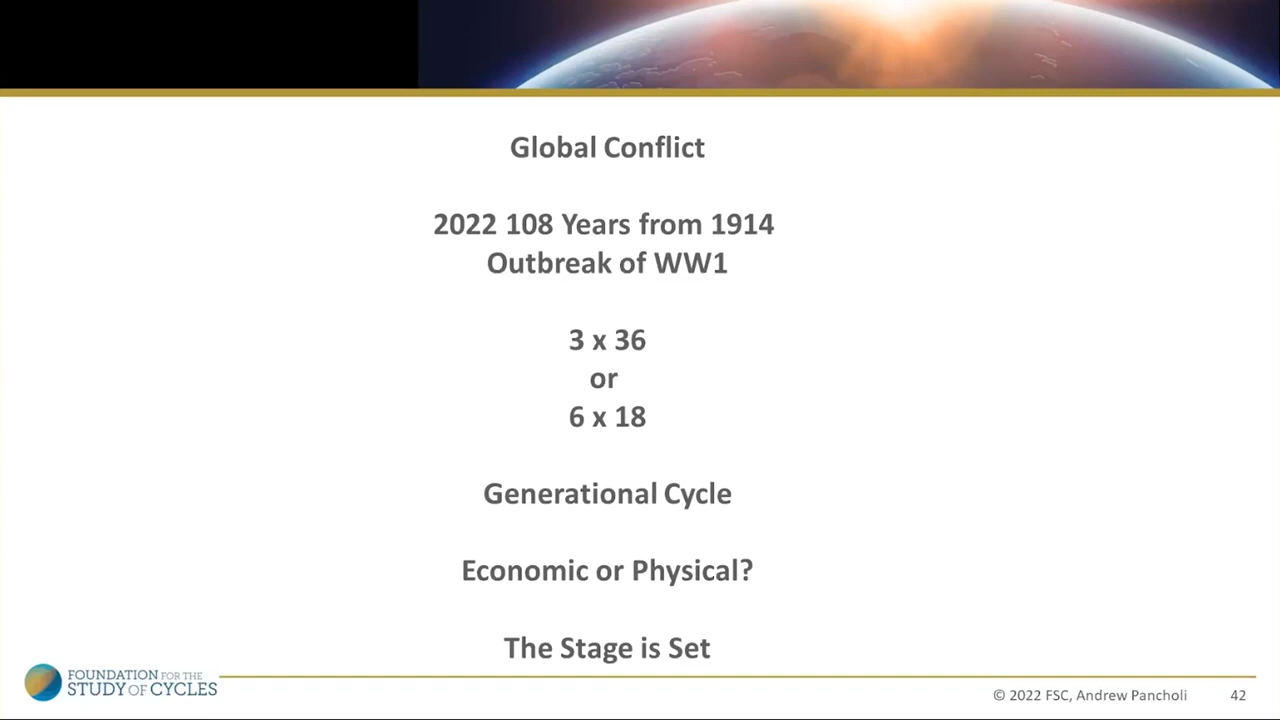 Global Conflict
2022 108 Years from 1914
Outbreak of WW1
3 x 36
or
6 x 18
Generational Cycle
Economic or Physical?
The Stage is Set
FOUNDATION FOR THE
STUDY OF CYCLES
© 2022 FSC, Andrew Pancholi
42